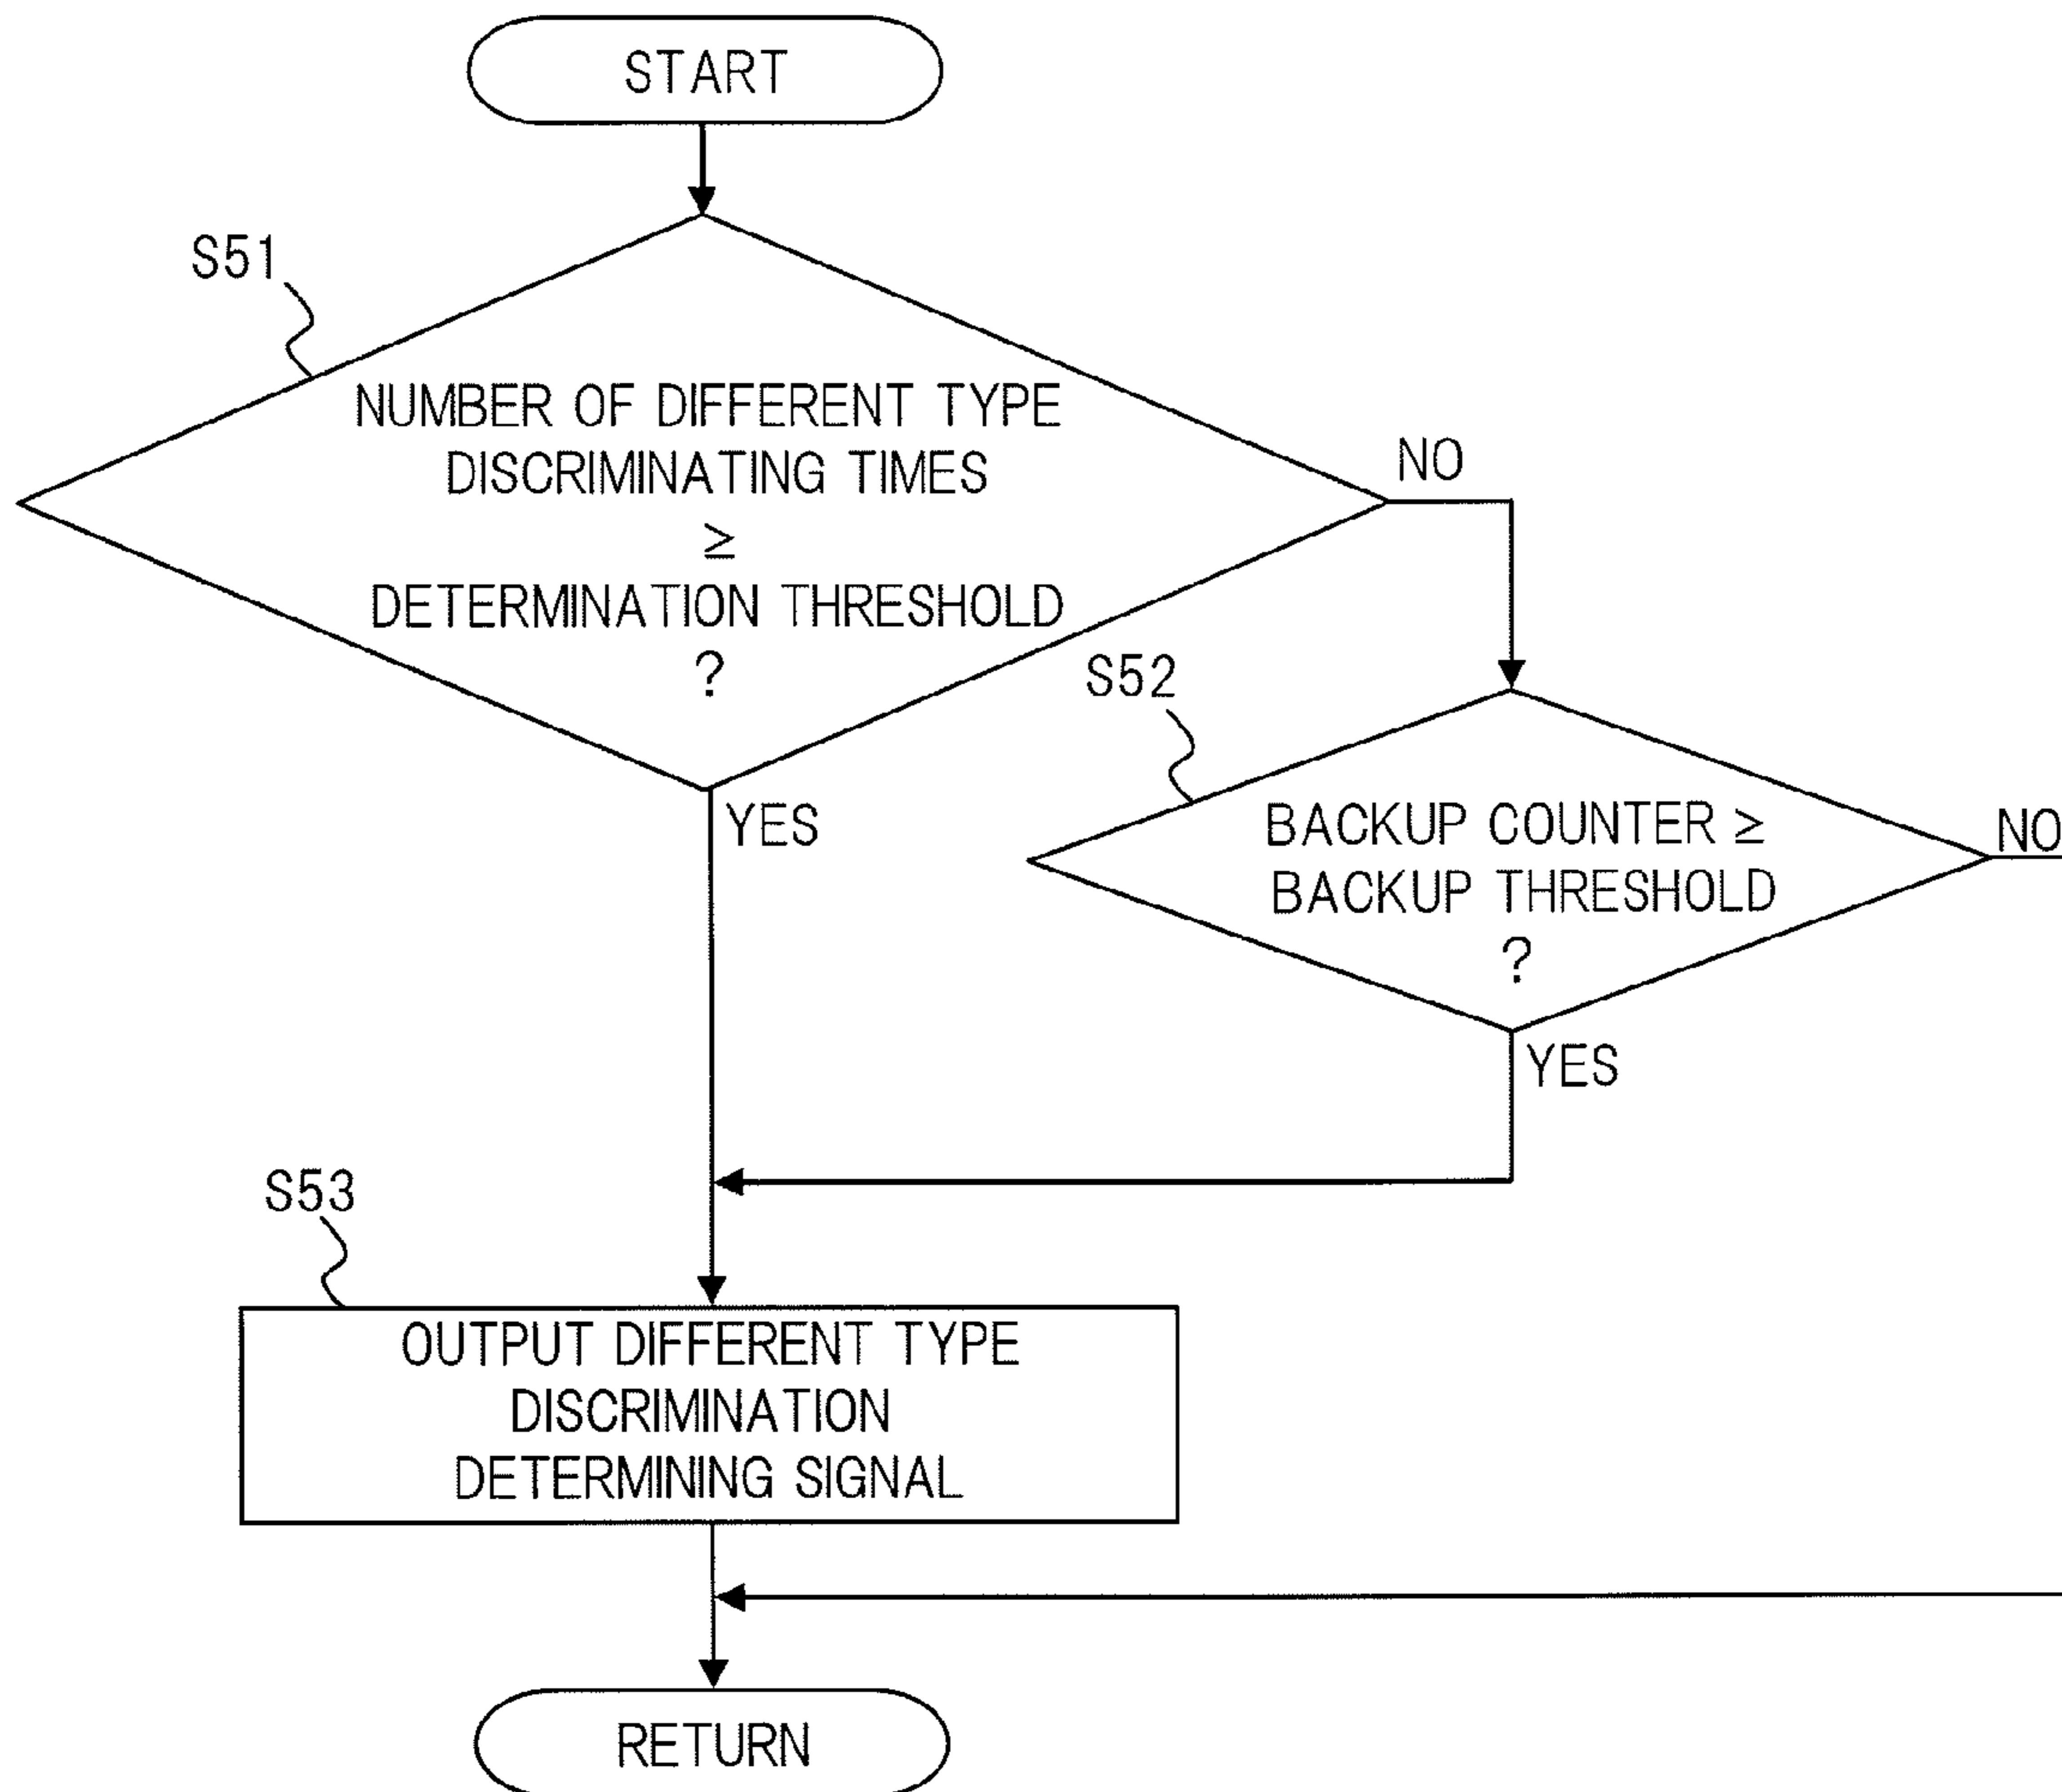 START
S51
NUMBER OF DIFFERENT TYPE
DISCRIMINATING TIMES
≥
DETERMINATION THRESHOLD
?
NO
YES
S52
BACKUP COUNTER ≥
BACKUP THRESHOLD
?
NO
YES
S53
OUTPUT DIFFERENT TYPE
DISCRIMINATION
DETERMINING SIGNAL
RETURN